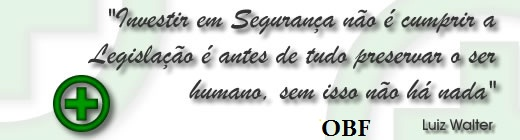 "Investir em Segurança não é cumprir a
Legislação é antes de tudo preservar o ser
humano, sem isso não há nada"
OBF Luiz Walter